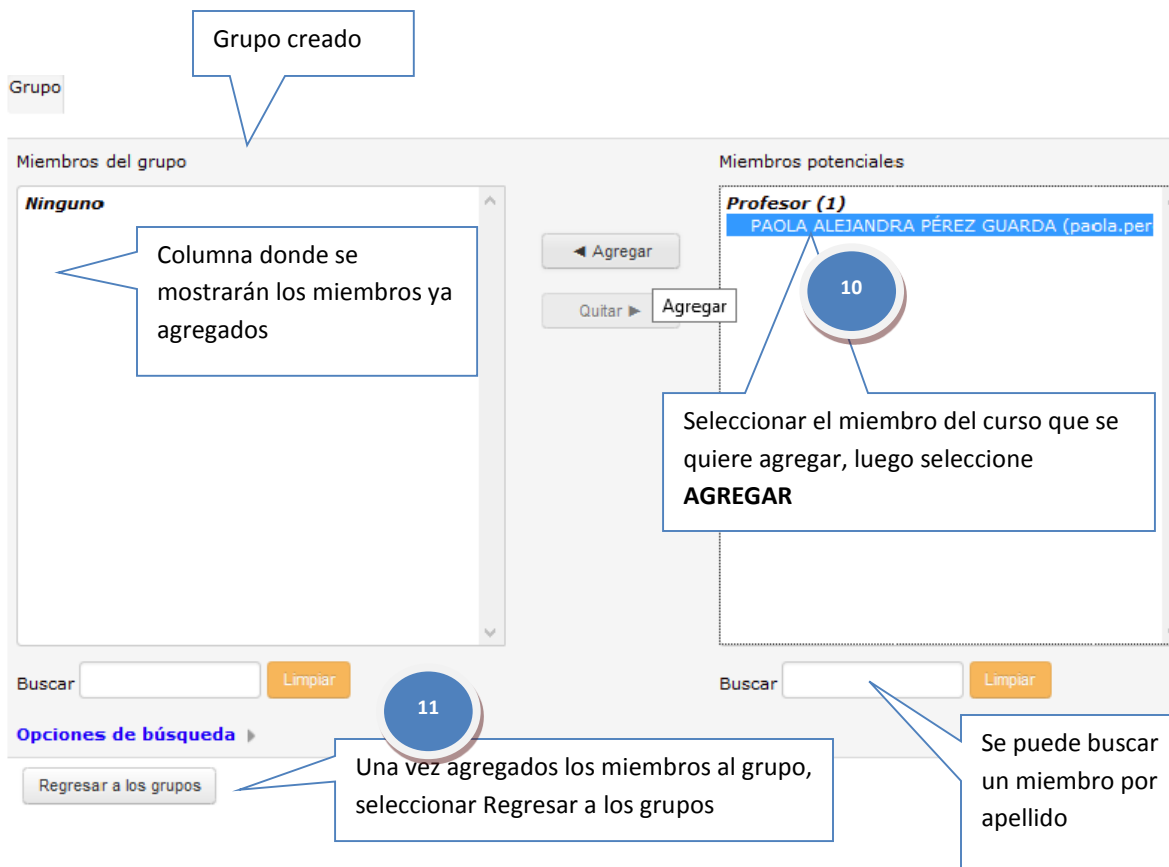 Grupo creado
Grupo
Miembros del grupo
Ninguno
Columna donde se
mostrarán los miembros ya
agregados
◄ Agregar
Quitar ►
Agregar
Miembros potenciales
Profesor (1)
PAOLA ALEJANDRA PÉREZ GUARDA (paola.per
10
Seleccionar el miembro del curso que se
quiere agregar, luego seleccione
AGREGAR
Buscar
Limpiar
Buscar
Limpiar
Opciones de búsqueda
11
Una vez agregados los miembros al grupo,
seleccionar Regresar a los grupos
Regresar a los grupos
Se puede buscar
un miembro por
apellido